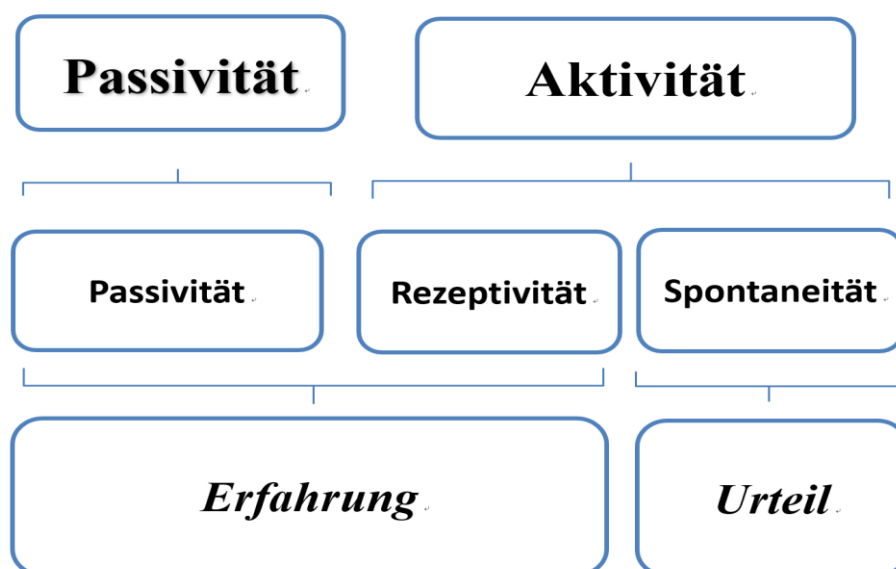 Passivität
Aktivität
Passivität
Rezeptivität
Spontaneität
Erfahrung
Urteil